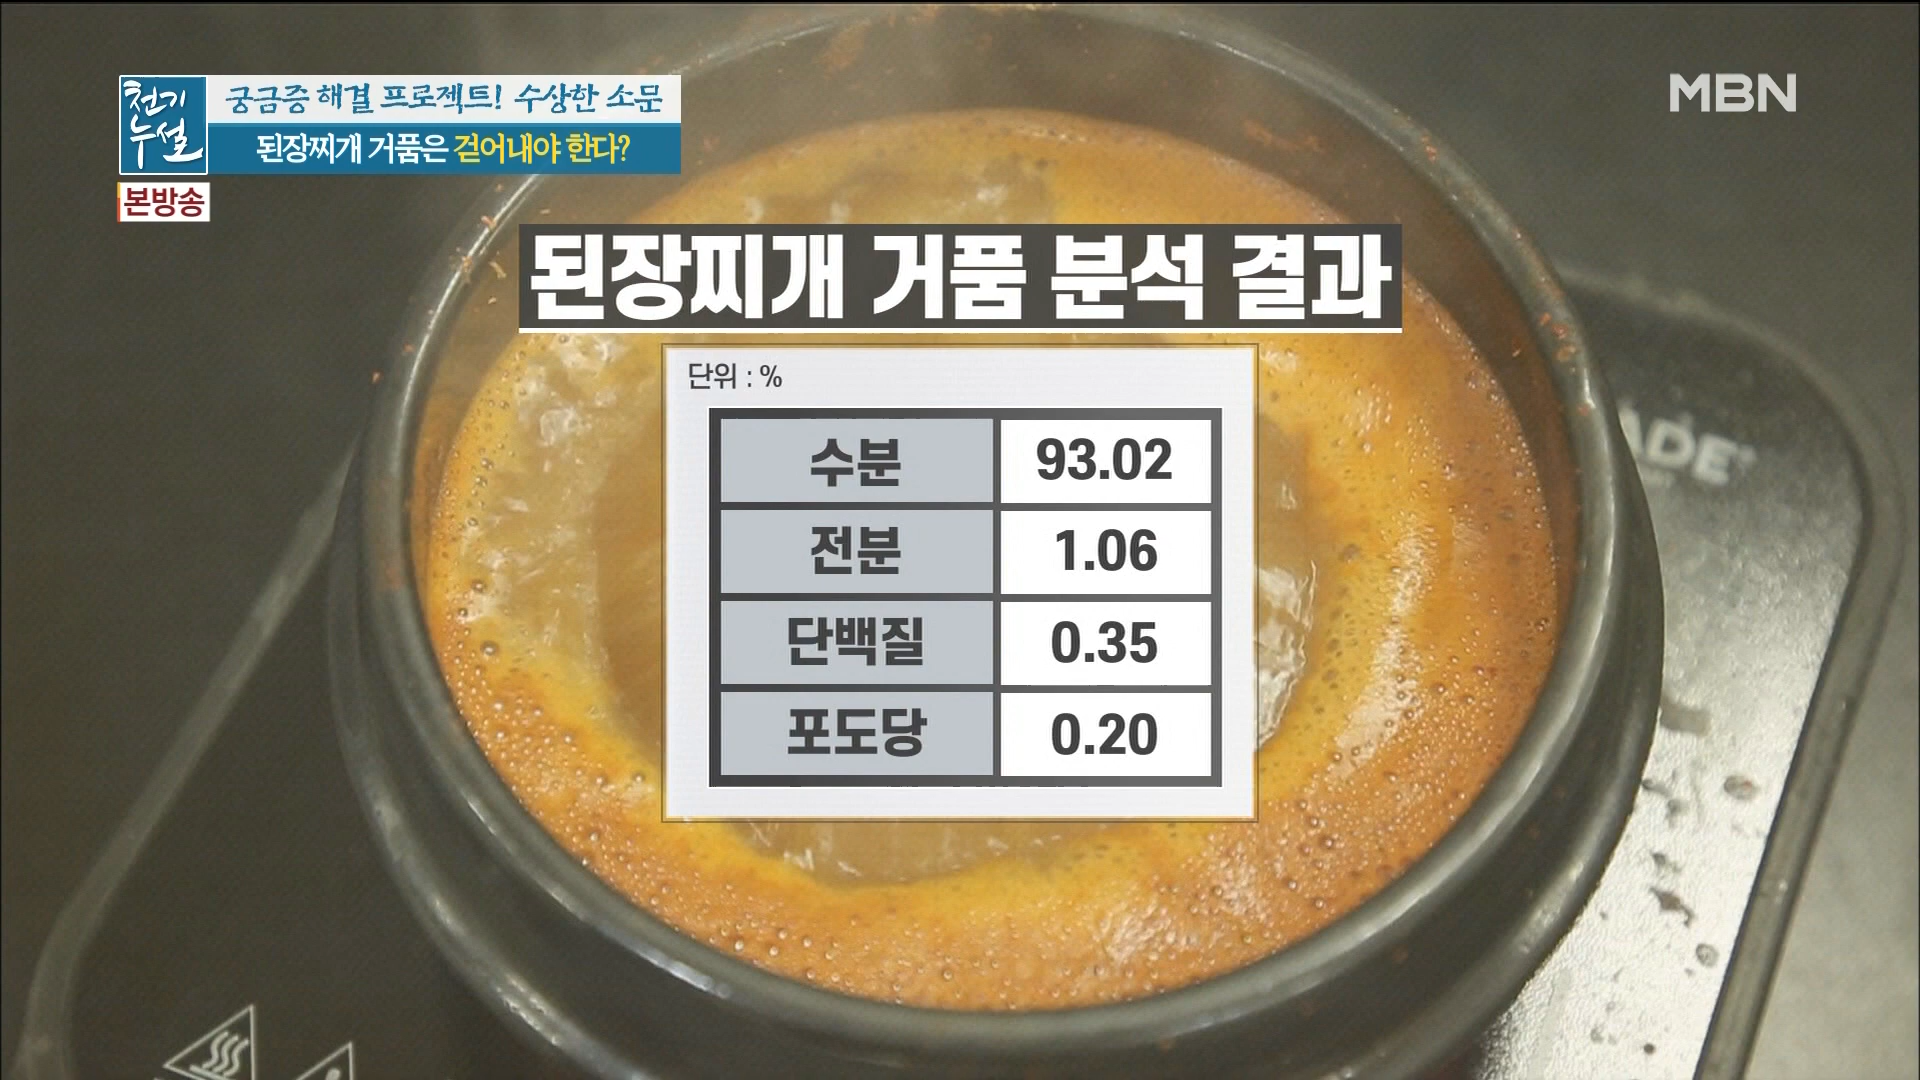 천기누설
궁금증 해결 프로젝트! 수상한 소문
된장찌개 거품은 걷어내야 한다?
MBN
본방송
된장찌개 거품 분석 결과
단위 : %
수분 93.02
전분 1.06
단백질 0.35
포도당 0.20
ADE